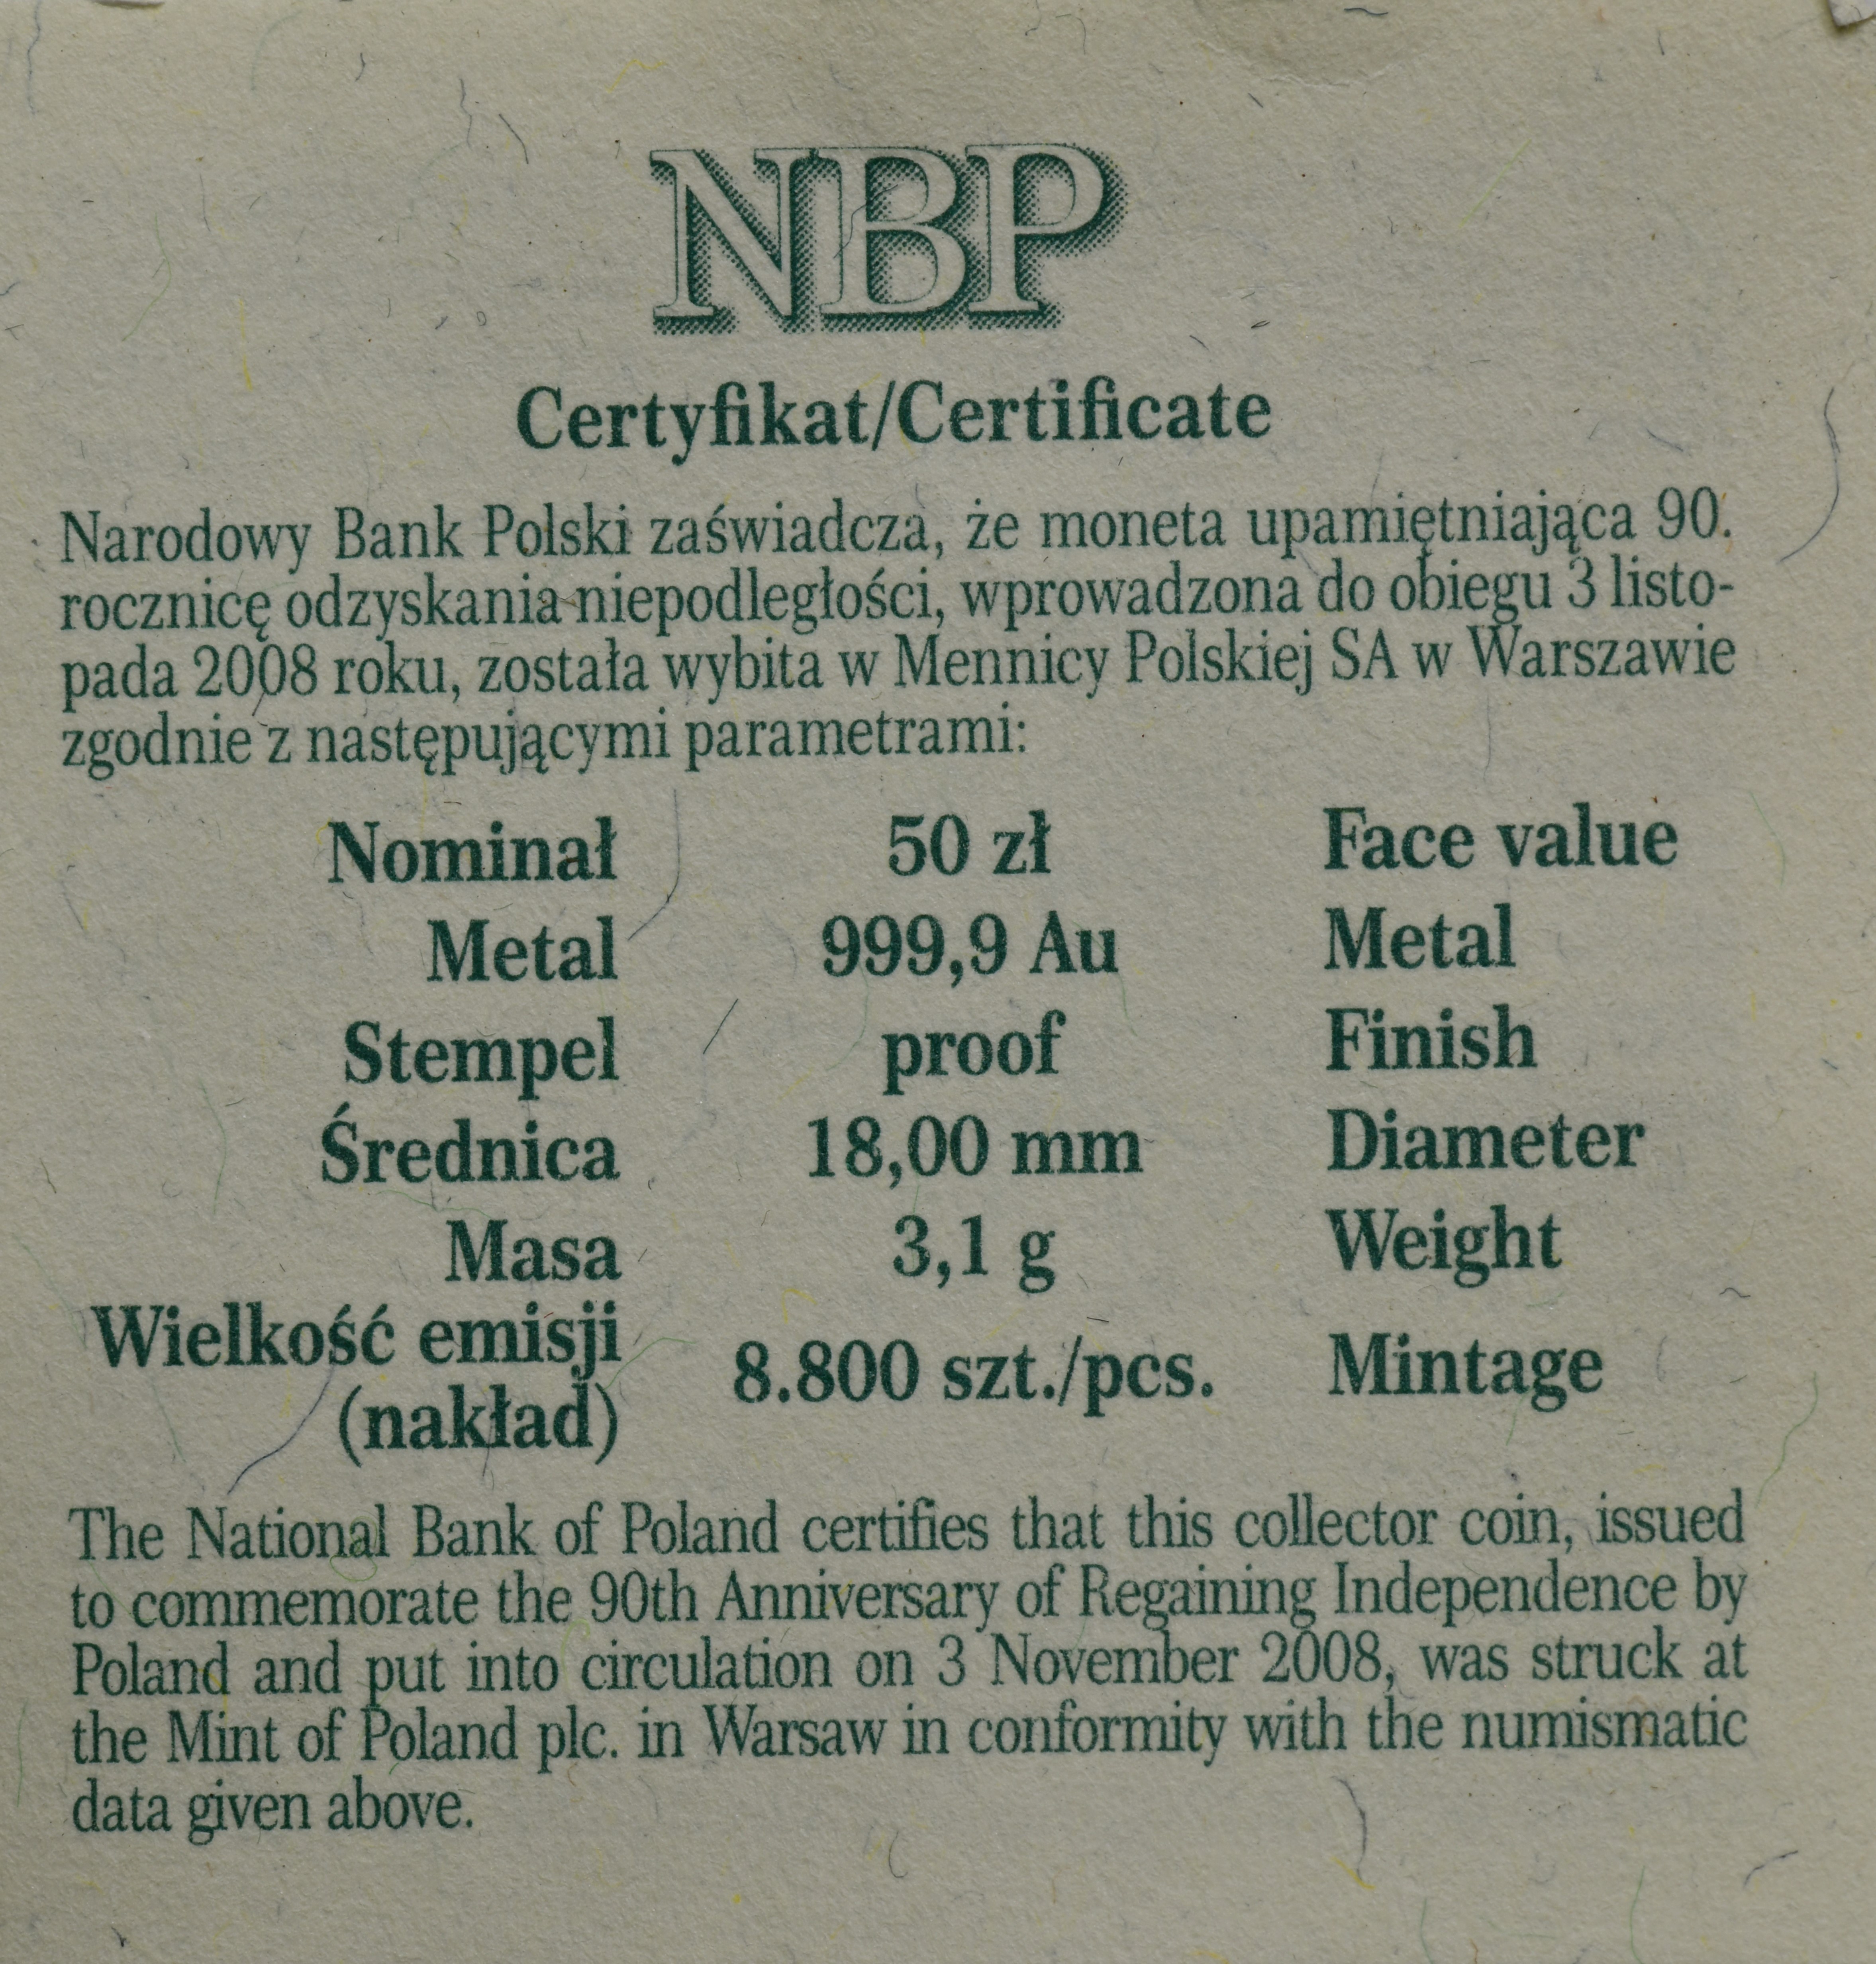 NBP
Certyfikat/Certificate
Narodowy Bank Polski zaświadcza, że moneta upamiętniająca 90.
rocznicę odzyskania niepodległości, wprowadzona do obiegu 3 listo-
pada 2008 roku, została wybita w Mennicy Polskiej SA w Warszawie
zgodnie z następującymi parametrami:
Nominał 50 zł Face value
Metal 999,9 Au Metal
Stempel proof Finish
Średnica 18,00 mm Diameter
Masa 3,1 g Weight
Wielkość emisji
(nakład) 8.800 szt./pcs. Mintage
The National Bank of Poland certifies that this collector coin, issued
to commemorate the 90th Anniversary of Regaining Independence by
Poland and put into circulation on 3 November 2008, was struck at
the Mint of Poland plc. in Warsaw in conformity with the numismatic
data given above.